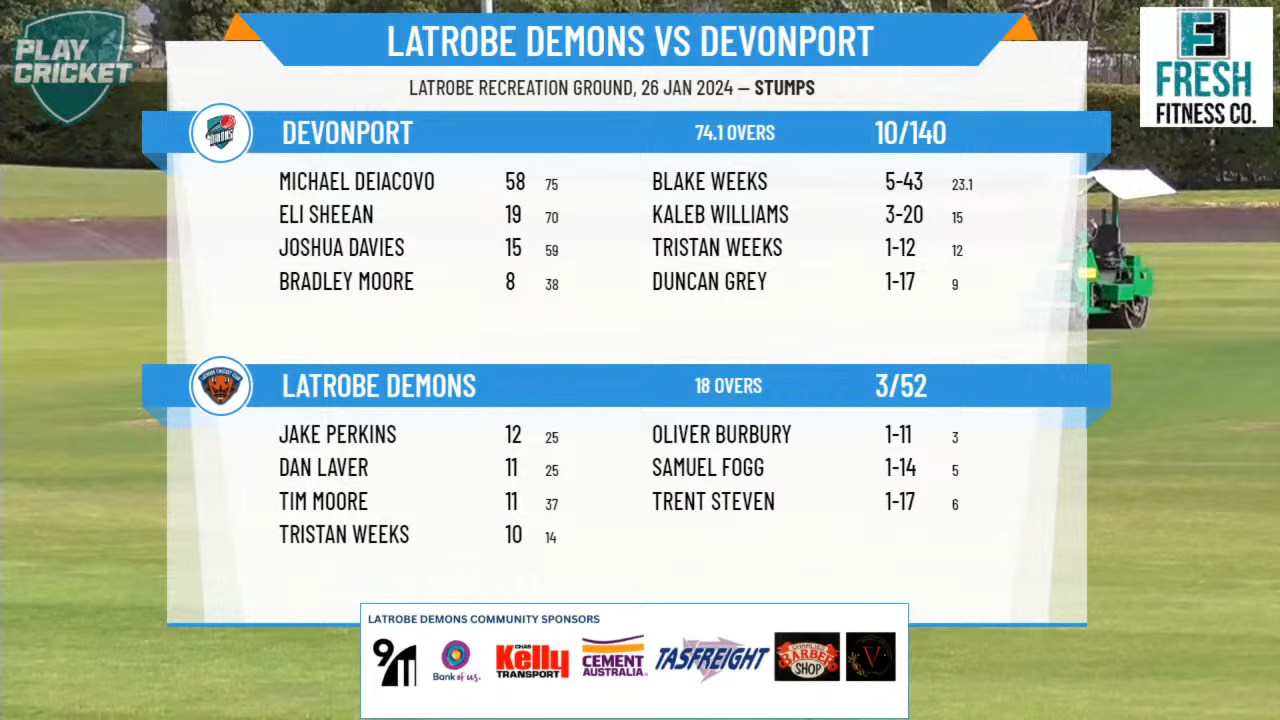 PLAY
CRICKET
LATROBE DEMONS VS DEVONPORT
FRESH
FITNESS CO.
LATROBE RECREATION GROUND, 26 JAN 2024 – STUMPS
DEVONPORT 74.1 OVERS 10/140
MICHAEL DEIACOVO 58 75 BLAKE WEEKS 5-43 23.1
ELI SHEEAN 19 70 KALEB WILLIAMS 3-20 15
JOSHUA DAVIES 15 59 TRISTAN WEEKS 1-12 12
BRADLEY MOORE 8 38 DUNCAN GREY 1-17 9
LATROBE DEMONS 18 OVERS 3/52
JAKE PERKINS 12 25 OLIVER BURBURY 1-11 3
DAN LAVER 11 25 SAMUEL FOGG 1-14 5
TIM MOORE 11 37 TRENT STEVEN 1-17 6
TRISTAN WEEKS 10 14
LATROBE DEMONS COMMUNITY SPONSORS
Bank of us.
CHAS
Kelly
TRANSPORT
CEMENT
AUSTRALIA
TASFREIGHT
CHARLIE'S
BARBER
SHOP
V